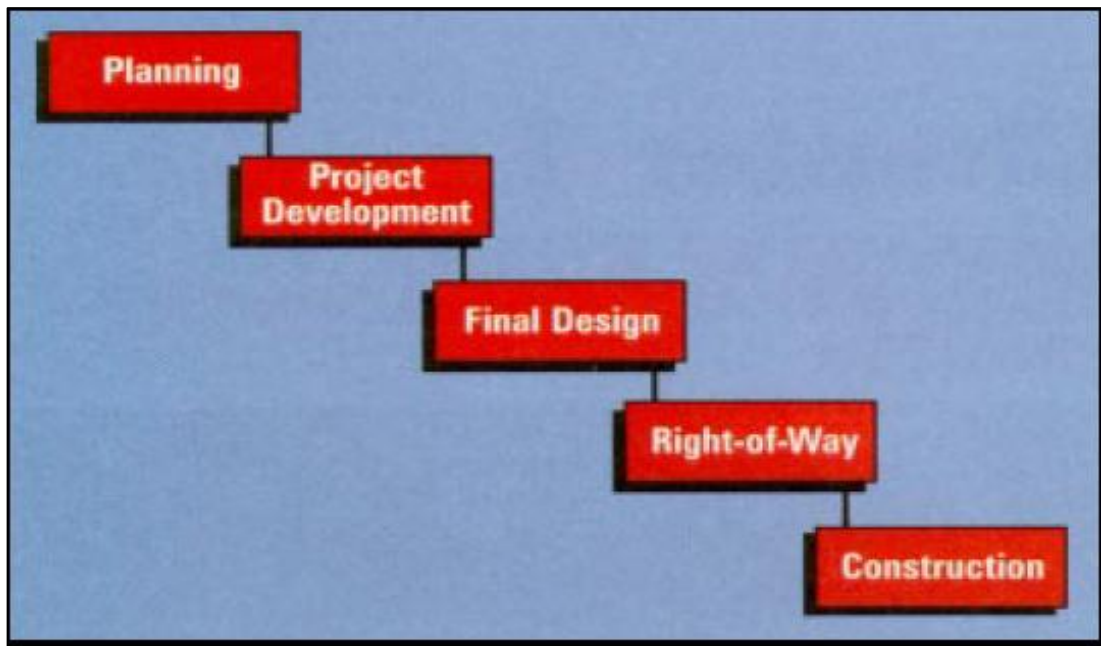 Planning
Project
Development
Final Design
Right-of-Way
Construction